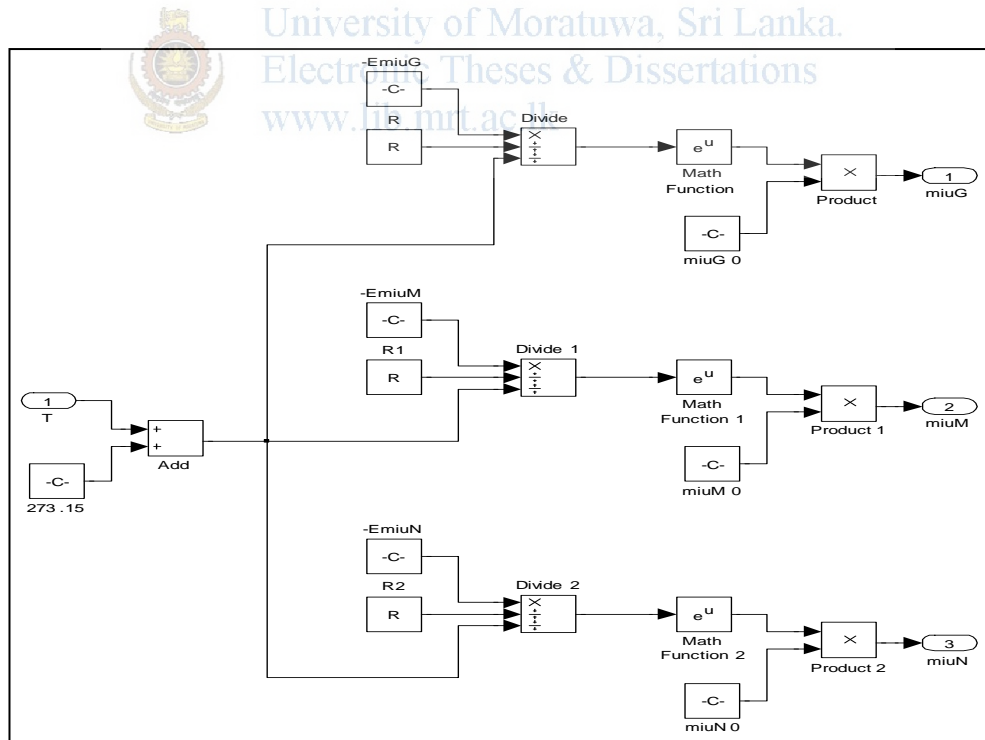 University of Moratuwa, Sri Lanka.
Electronic Theses & Dissertations
www.lib.mrt.ac.lk
-EmiuG
-C-
R
R
Divide
×
÷
÷
e^u
Math
Function
-C-
miuG 0
×
Product
1
miuG
-EmiuM
-C-
R1
R
Divide 1
×
÷
÷
e^u
Math
Function 1
-C-
miuM 0
×
Product 1
2
miuM
1
T
-C-
273 .15
+
+
Add
-EmiuN
-C-
R2
R
Divide 2
×
÷
÷
e^u
Math
Function 2
-C-
miuN 0
×
Product 2
3
miuN